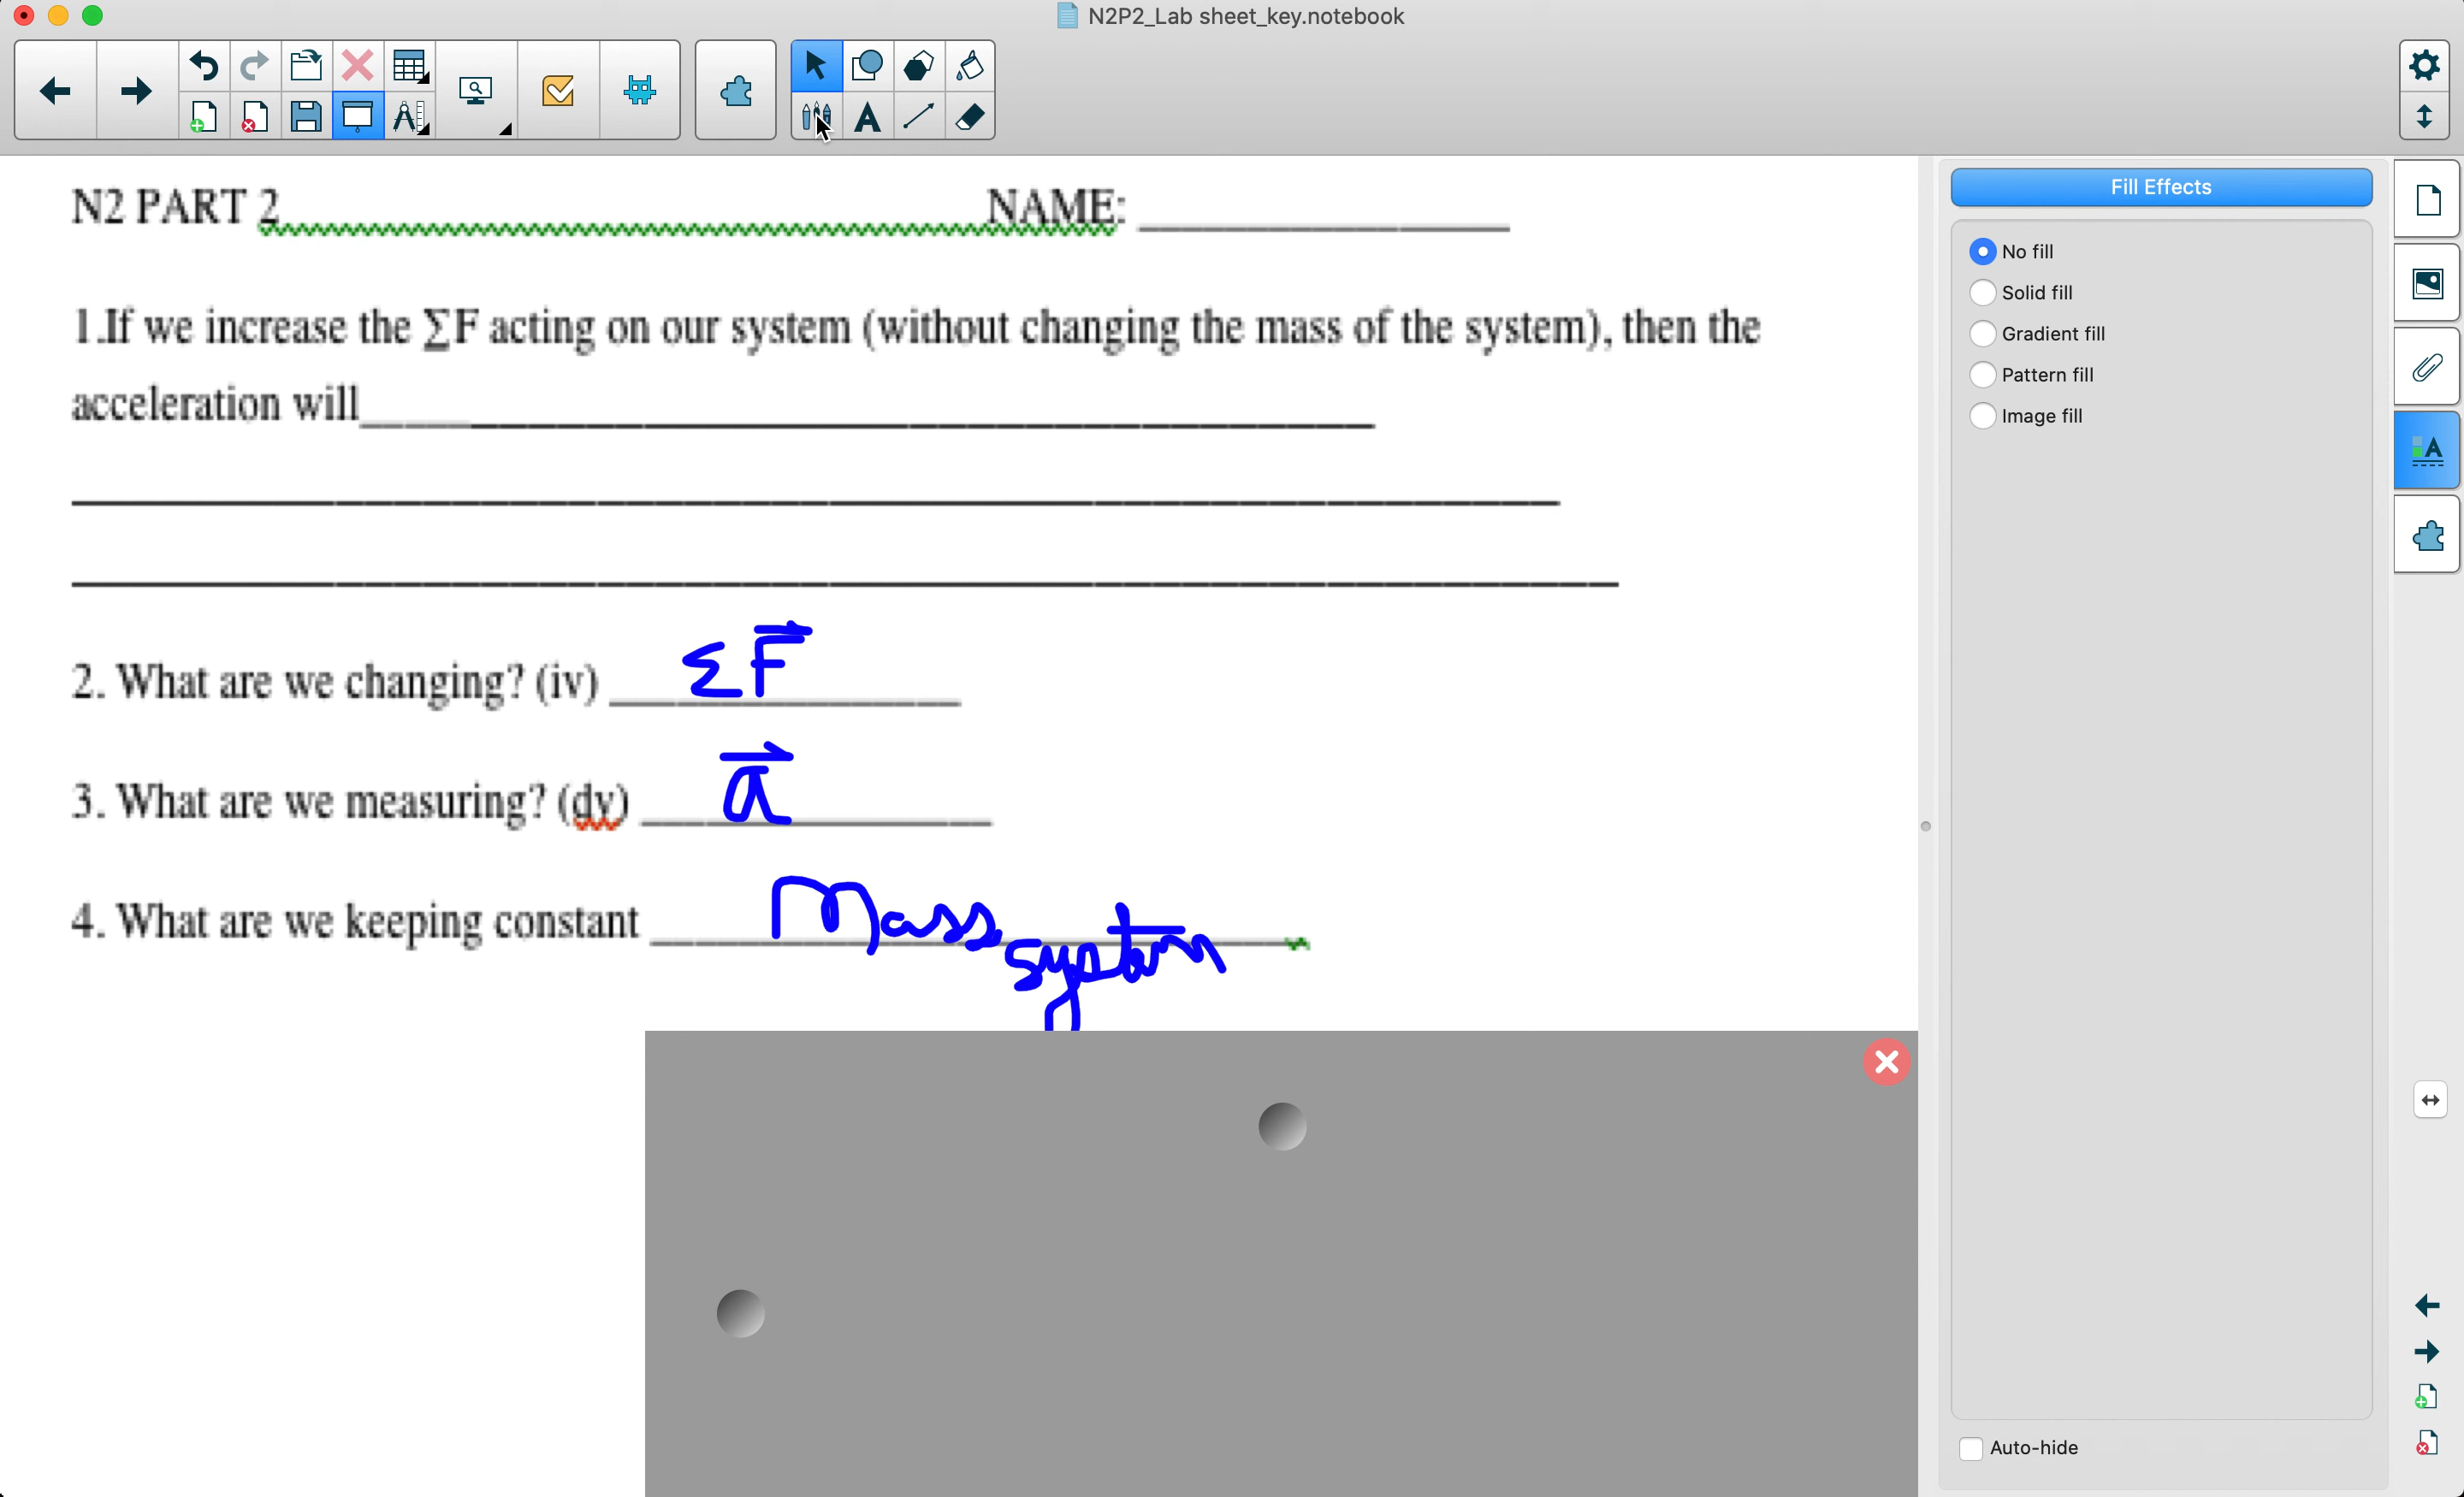 N2P2_Lab sheet_key.notebook
N2 PART 2 NAME: ________________
1.If we increase the ΣF acting on our system (without changing the mass of the system), then the
acceleration will________________
2. What are we changing? (iv) ΣF⃗
3. What are we measuring? (dv) a⃗
4. What are we keeping constant Mass system
Fill Effects
No fill
Solid fill
Gradient fill
Pattern fill
Image fill
Auto-hide